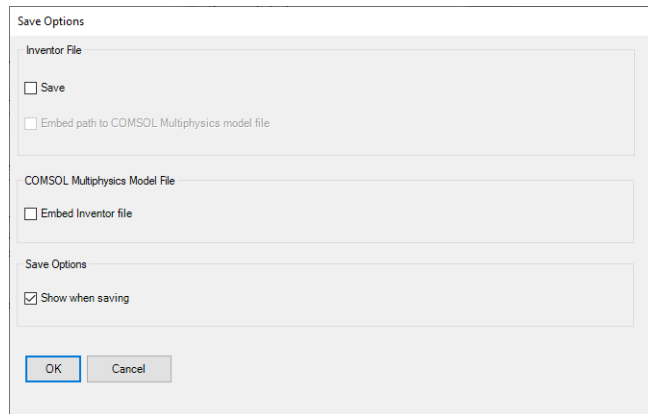 Save Options
Inventor File
Save
Embed path to COMSOL Multiphysics model file
COMSOL Multiphysics Model File
Embed Inventor file
Save Options
Show when saving
OK Cancel